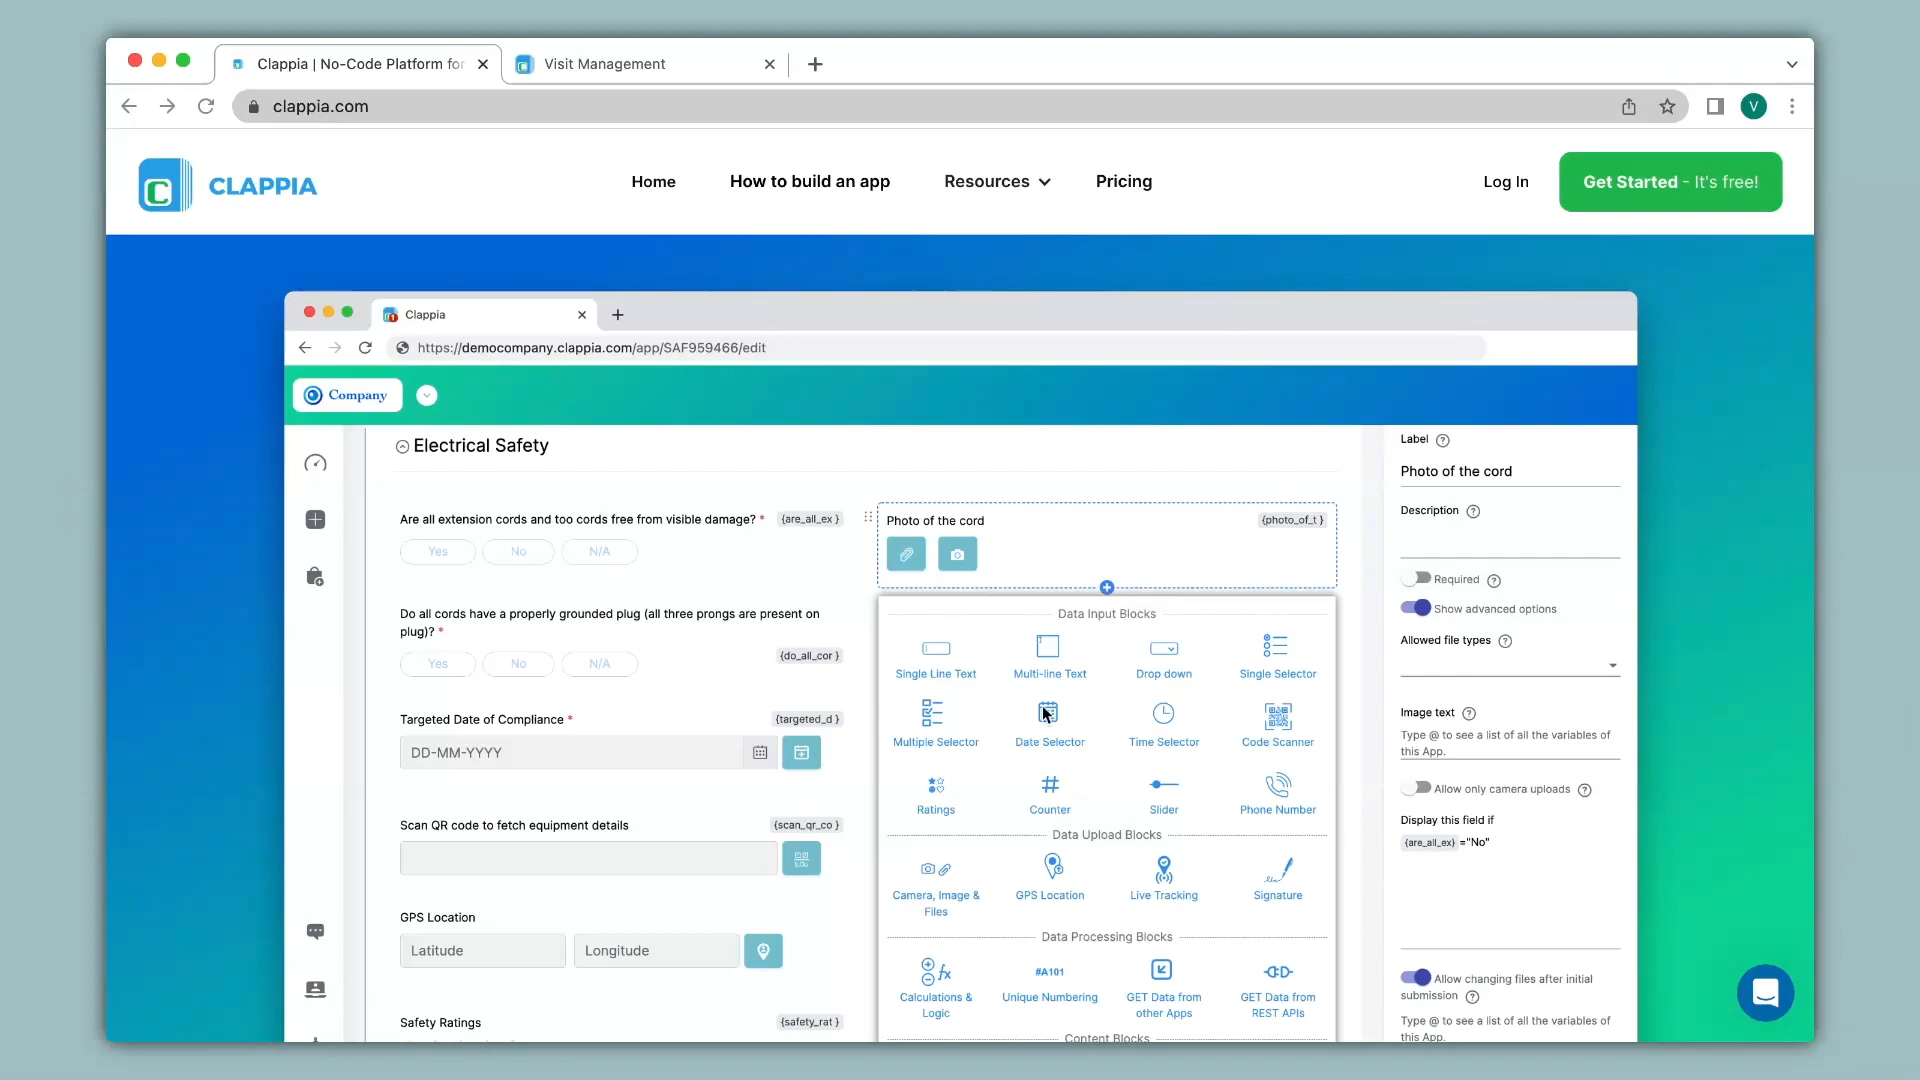 Clappia | No-Code Platform for
Visit Management
clappia.com
V
CLAPPIA
Home
How to build an app
Resources
Pricing
Log In
Get Started - It's free!
Clappia
https://democompany.clappia.com/app/SAF959466/edit
Company
Electrical Safety
Are all extension cords and too cords free from visible damage? *
{are_all_ex }
Yes
No
N/A
Do all cords have a properly grounded plug (all three prongs are present on
plug)? *
{do_all_cor }
Yes
No
N/A
Targeted Date of Compliance *
{targeted_d }
DD-MM-YYYY
Scan QR code to fetch equipment details
{scan_qr_co }
GPS Location
Latitude
Longitude
Safety Ratings
{safety_rat }
Photo of the cord
{photo_of_t }
Data Input Blocks
Single Line Text
Multi-line Text
Drop down
Single Selector
Multiple Selector
Date Selector
Time Selector
Code Scanner
Ratings
Counter
Slider
Phone Number
Data Upload Blocks
Camera, Image &
Files
GPS Location
Live Tracking
Signature
Data Processing Blocks
fx
Calculations &
Logic
#A101
Unique Numbering
GET Data from
other Apps
GET Data from
REST APIs
Content Blocks
Label
Photo of the cord
Description
Required
Show advanced options
Allowed file types
Image text
Type @ to see a list of all the variables of
this App.
Allow only camera uploads
Display this field if
{are_all_ex} ="No"
Allow changing files after initial
submission
Type @ to see a list of all the variables of
this App.